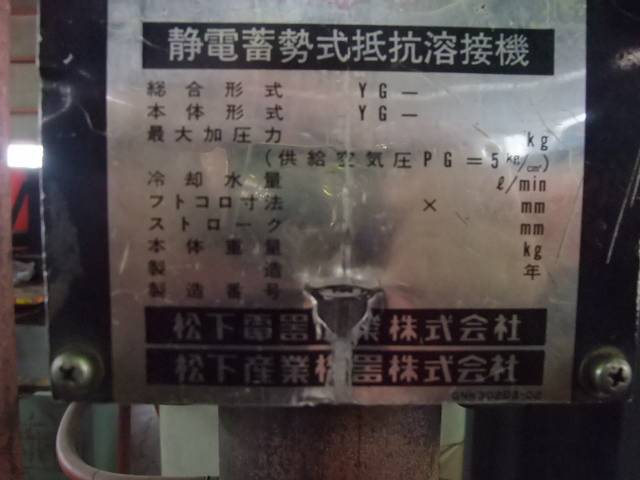 静電蓄勢式抵抗溶接機
総合形式 YG－
本体形式 YG－
最大加圧力 kg
(供給空気圧PG＝5kg/cm²)
冷却水量 ℓ/min
フトコロ寸法 × mm
ストローク mm
本体重量 kg
製造 年
製造番号
松下電器産業株式会社
松下産業機器株式会社